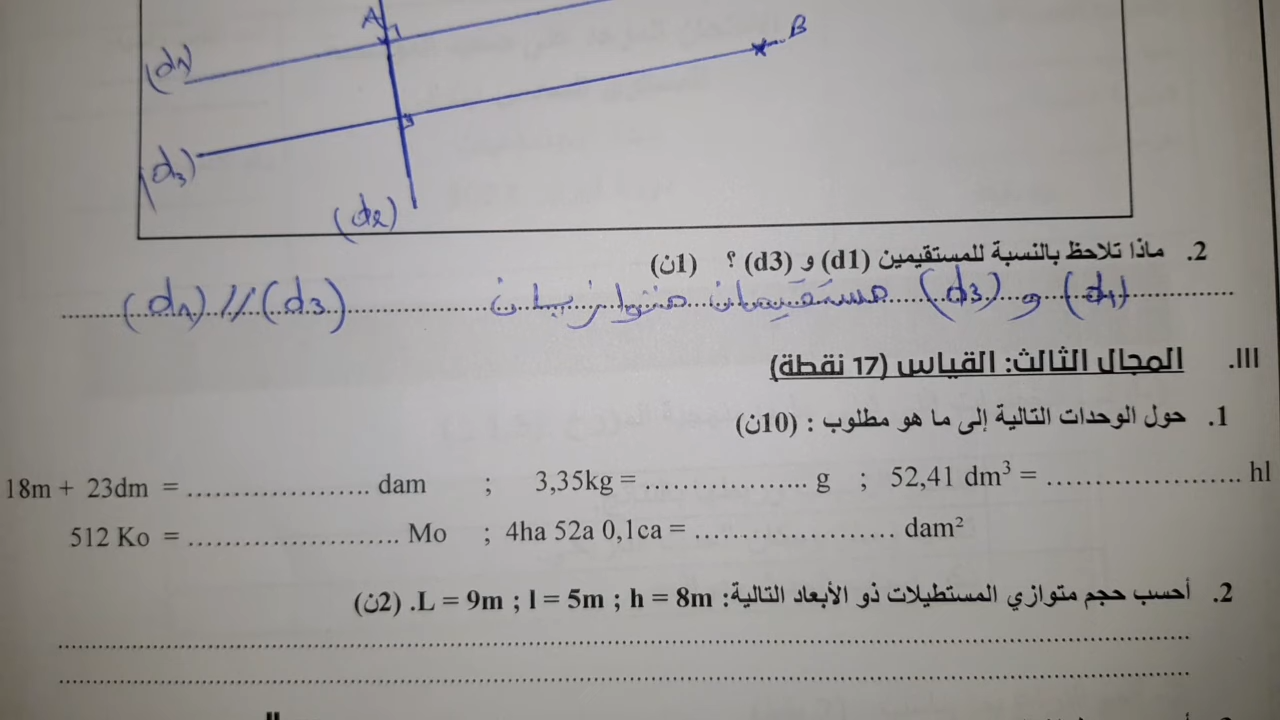 A
B
(d1)
(d3)
(d2)
2. ماذا تلاحظ بالنسبة للمستقيمين (d1) و (d3) ؟ (1ن)
(d1) و (d3) مستقيمان متوازيان (d1) // (d3)
III. المجال الثالث: القياس (17 نقطة)
1. حول الوحدات التالية إلى ما هو مطلوب : (10ن)
18m + 23dm = .................... dam ; 3,35kg = .................. g ; 52,41 dm³ = ...................... hl
512 Ko = ....................... Mo ; 4ha 52a 0,1ca = ...................... dam²
2. أحسب حجم متوازي المستطيلات ذو الأبعاد التالية: L = 9m ; l = 5m ; h = 8m. (2ن)